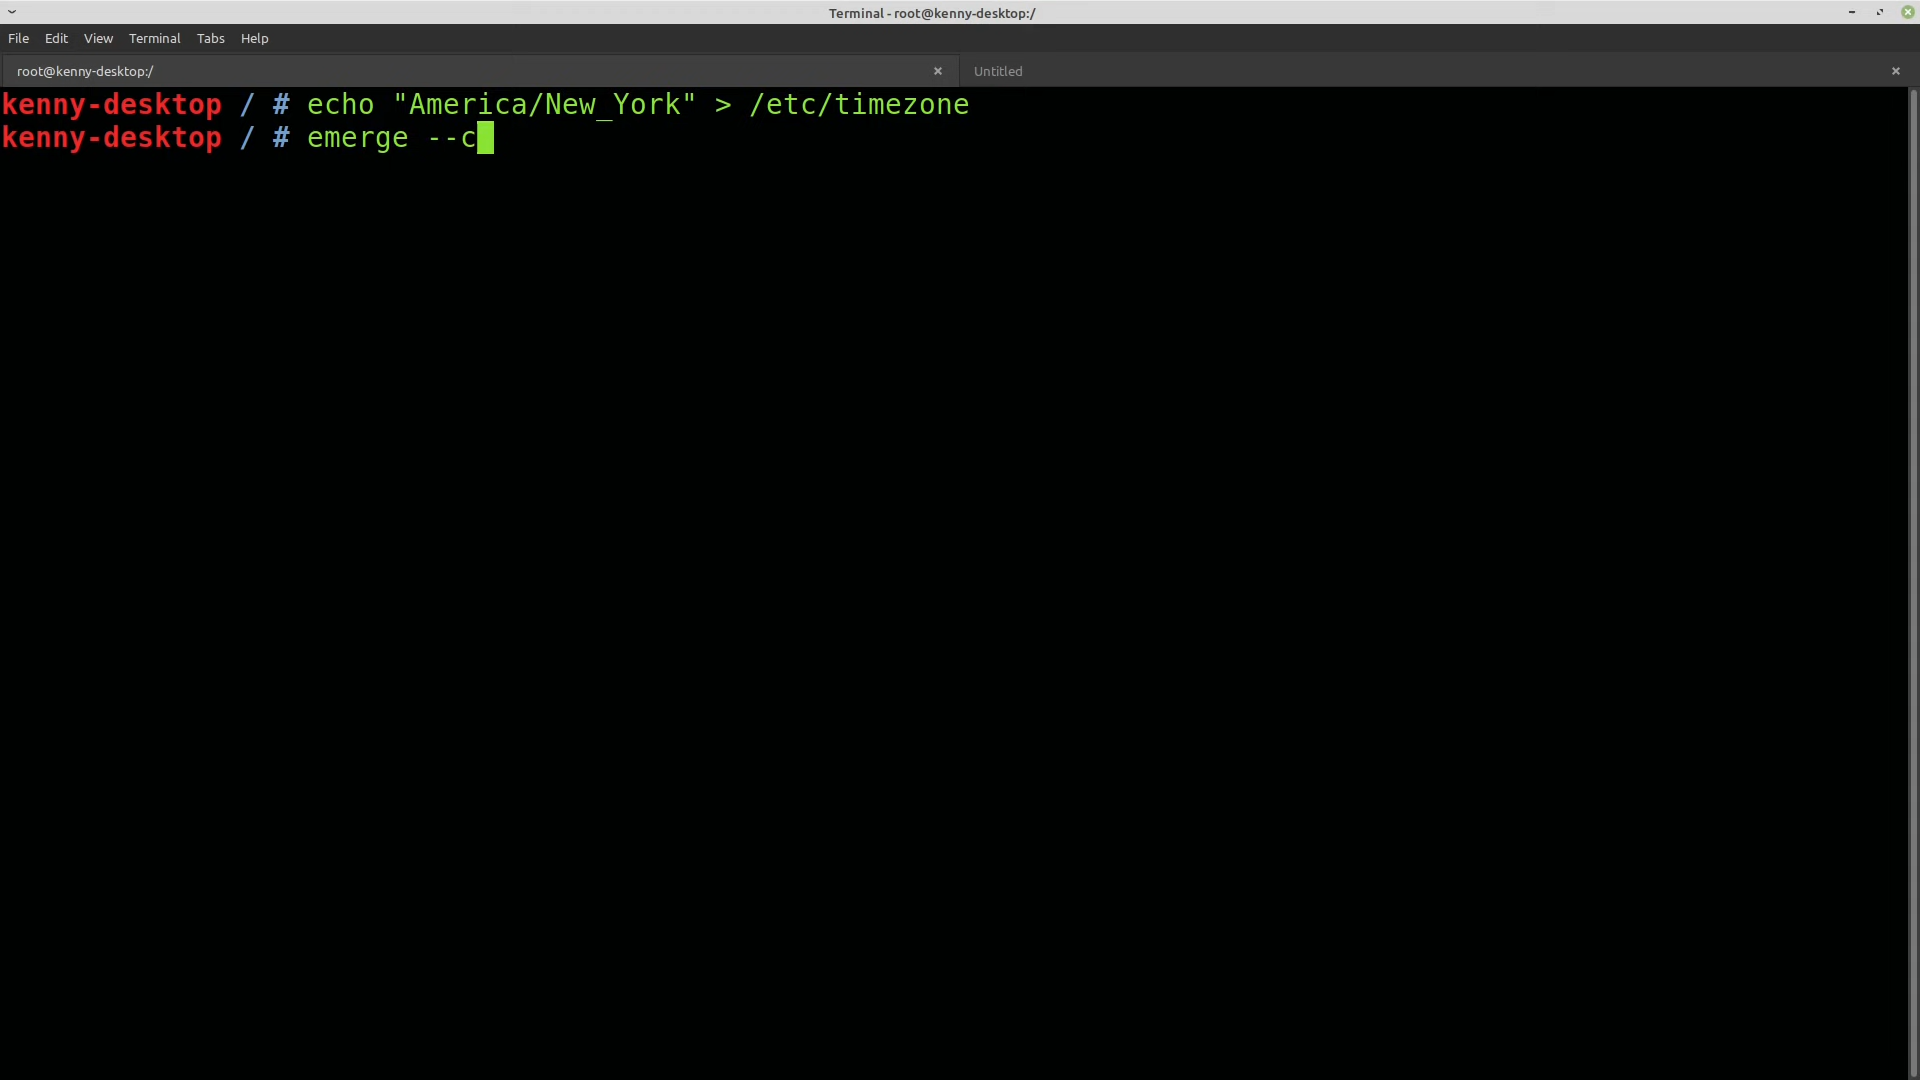 Terminal - root@kenny-desktop:/
File Edit View Terminal Tabs Help
root@kenny-desktop:/ Untitled
kenny-desktop / # echo "America/New_York" > /etc/timezone
kenny-desktop / # emerge --c